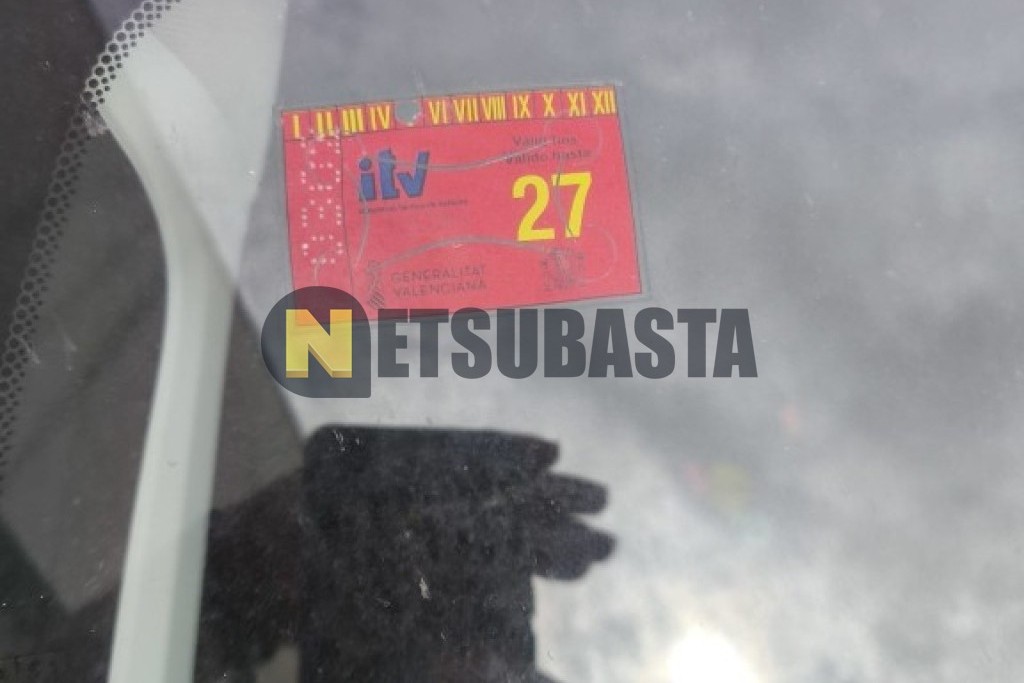 I II III IV VI VII VIII IX X XI XII
Vàlid fins
Válido hasta
itv
27
GENERALITAT
VALENCIANA
NETSUBASTA